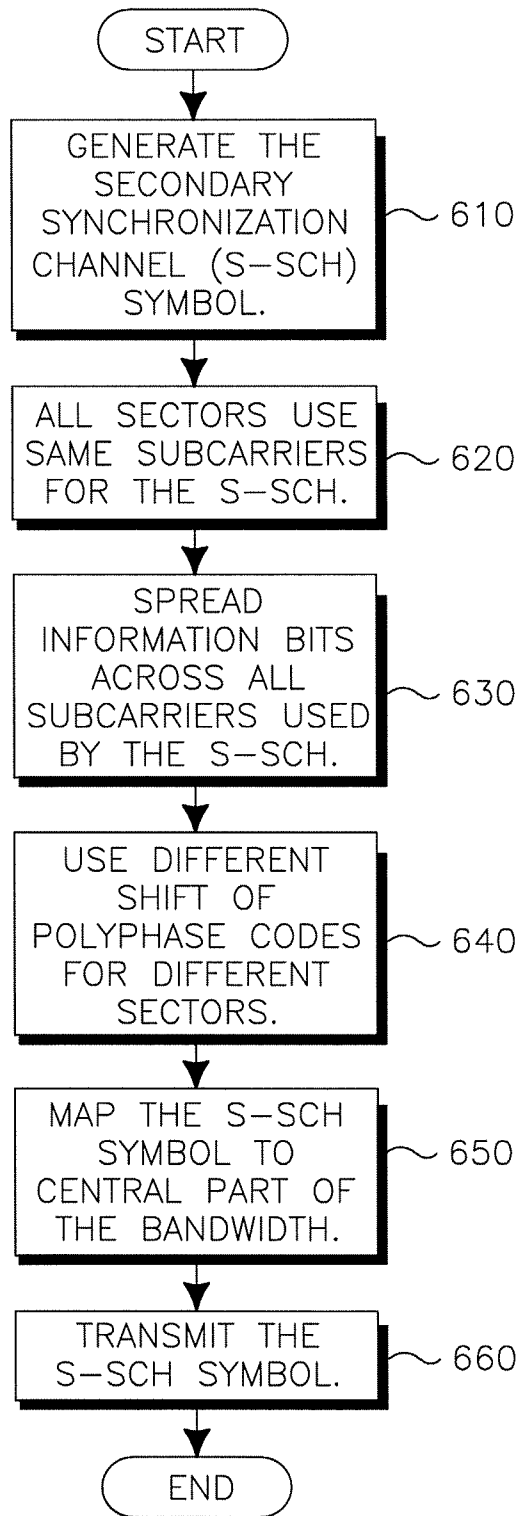 START
GENERATE THE
SECONDARY
SYNCHRONIZATION
CHANNEL (S-SCH)
SYMBOL.
610
ALL SECTORS USE
SAME SUBCARRIERS
FOR THE S-SCH.
620
SPREAD
INFORMATION BITS
ACROSS ALL
SUBCARRIERS USED
BY THE S-SCH.
630
USE DIFFERENT
SHIFT OF
POLYPHASE CODES
FOR DIFFERENT
SECTORS.
640
MAP THE S-SCH
SYMBOL TO
CENTRAL PART OF
THE BANDWIDTH.
650
TRANSMIT THE
S-SCH SYMBOL.
660
END